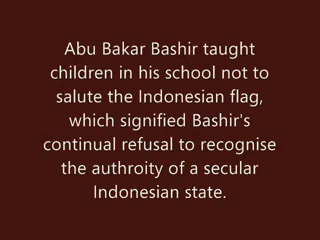 Abu Bakar Bashir taught
children in his school not to
salute the Indonesian flag,
which signified Bashir's
continual refusal to recognise
the authroity of a secular
Indonesian state.